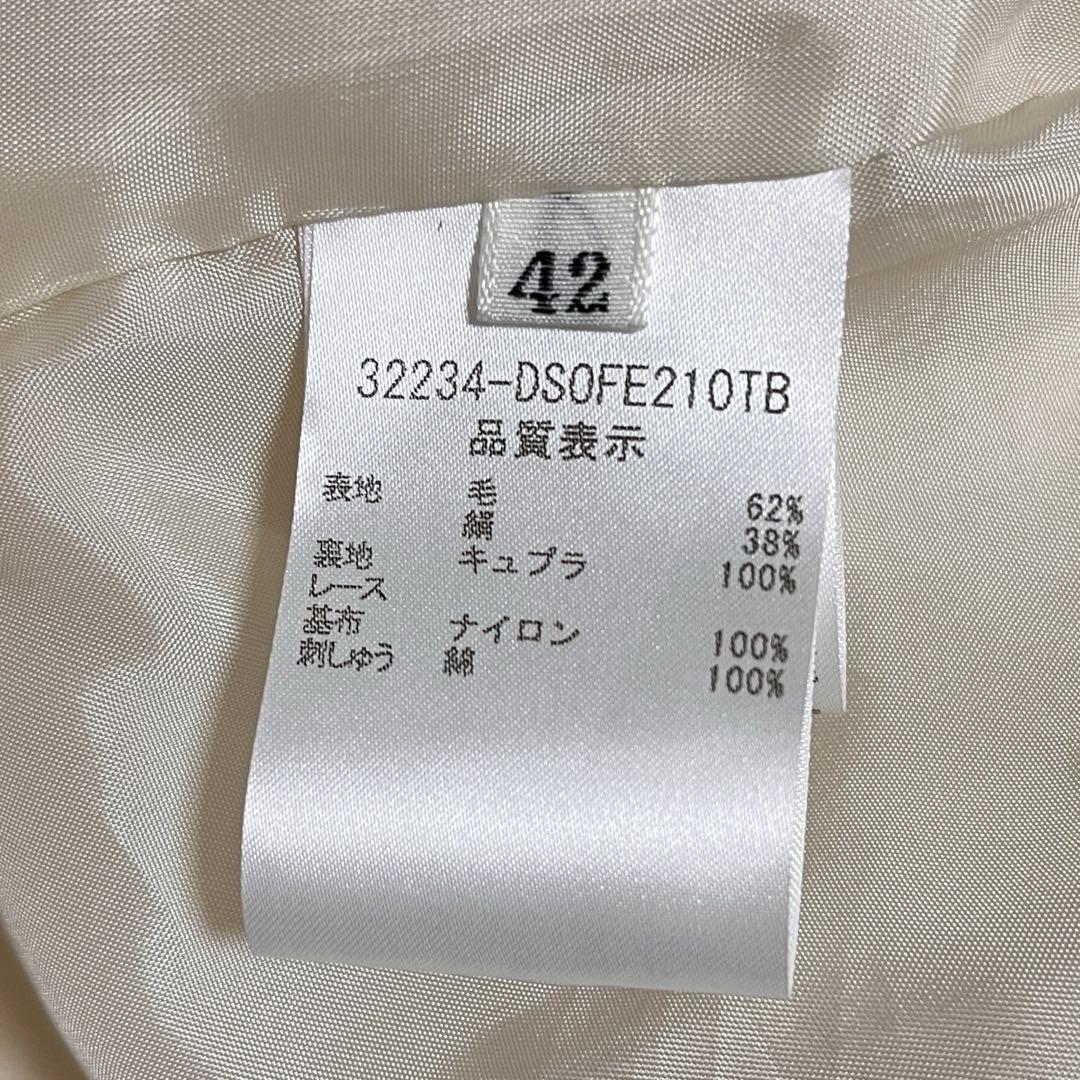 42
32234-DS0FE210TB
品質表示
表地 毛 62%
絹 38%
裏地 キュプラ 100%
レース
基布 ナイロン 100%
刺しゅう 綿 100%